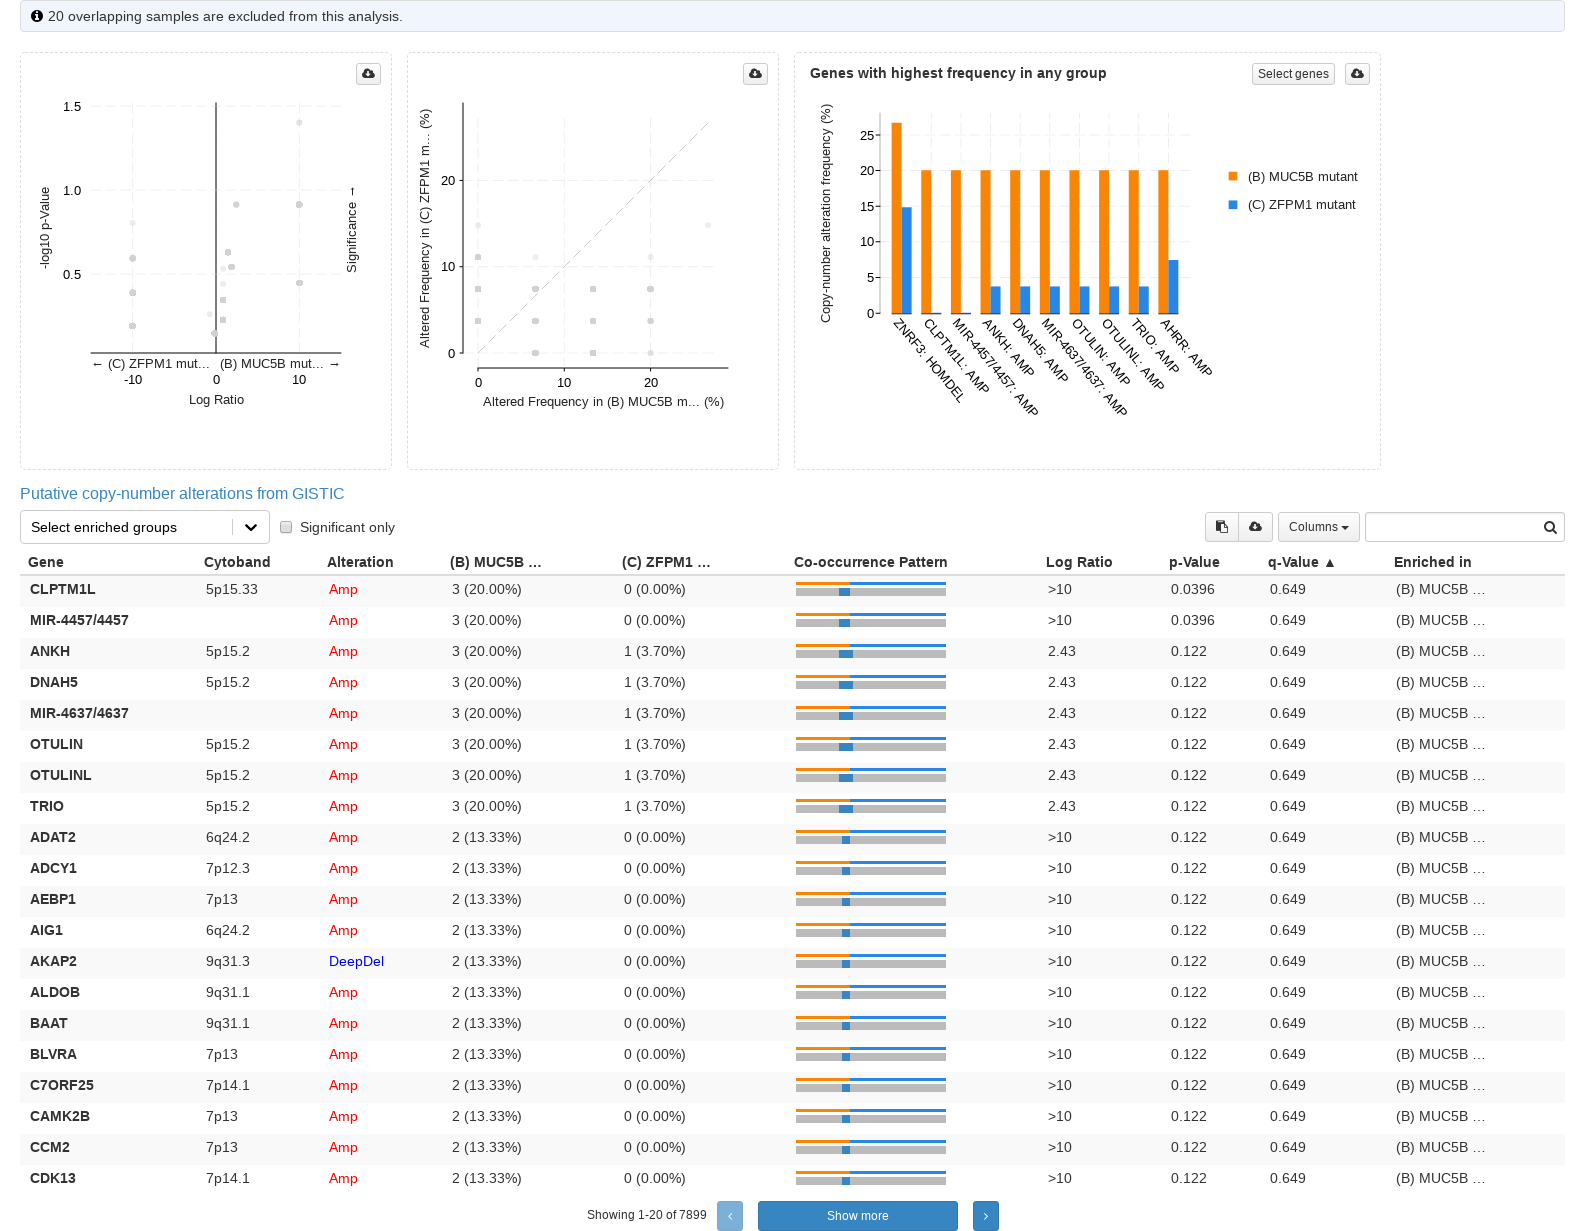 20 overlapping samples are excluded from this analysis.
1.5
1.0
0.5
-log10 p-Value
Significance →
← (C) ZFPM1 mut…
(B) MUC5B mut… →
-10 0 10
Log Ratio
Altered Frequency in (C) ZFPM1 m… (%)
20
10
0
0 10 20
Altered Frequency in (B) MUC5B m… (%)
Genes with highest frequency in any group
Select genes
Copy-number alteration frequency (%)
25
20
15
10
5
0
ZNRF3: HOMDEL
CLPTM1L: AMP
MIR-4457/4457: AMP
ANKH: AMP
DNAH5: AMP
MIR-4637/4637: AMP
OTULIN: AMP
OTULINL: AMP
TRIO: AMP
AHRR: AMP
(B) MUC5B mutant
(C) ZFPM1 mutant
Putative copy-number alterations from GISTIC
Select enriched groups Significant only Columns
Gene Cytoband Alteration (B) MUC5B … (C) ZFPM1 … Co-occurrence Pattern Log Ratio p-Value q-Value ▲ Enriched in
CLPTM1L 5p15.33 Amp 3 (20.00%) 0 (0.00%) >10 0.0396 0.649 (B) MUC5B …
MIR-4457/4457 Amp 3 (20.00%) 0 (0.00%) >10 0.0396 0.649 (B) MUC5B …
ANKH 5p15.2 Amp 3 (20.00%) 1 (3.70%) 2.43 0.122 0.649 (B) MUC5B …
DNAH5 5p15.2 Amp 3 (20.00%) 1 (3.70%) 2.43 0.122 0.649 (B) MUC5B …
MIR-4637/4637 Amp 3 (20.00%) 1 (3.70%) 2.43 0.122 0.649 (B) MUC5B …
OTULIN 5p15.2 Amp 3 (20.00%) 1 (3.70%) 2.43 0.122 0.649 (B) MUC5B …
OTULINL 5p15.2 Amp 3 (20.00%) 1 (3.70%) 2.43 0.122 0.649 (B) MUC5B …
TRIO 5p15.2 Amp 3 (20.00%) 1 (3.70%) 2.43 0.122 0.649 (B) MUC5B …
ADAT2 6q24.2 Amp 2 (13.33%) 0 (0.00%) >10 0.122 0.649 (B) MUC5B …
ADCY1 7p12.3 Amp 2 (13.33%) 0 (0.00%) >10 0.122 0.649 (B) MUC5B …
AEBP1 7p13 Amp 2 (13.33%) 0 (0.00%) >10 0.122 0.649 (B) MUC5B …
AIG1 6q24.2 Amp 2 (13.33%) 0 (0.00%) >10 0.122 0.649 (B) MUC5B …
AKAP2 9q31.3 DeepDel 2 (13.33%) 0 (0.00%) >10 0.122 0.649 (B) MUC5B …
ALDOB 9q31.1 Amp 2 (13.33%) 0 (0.00%) >10 0.122 0.649 (B) MUC5B …
BAAT 9q31.1 Amp 2 (13.33%) 0 (0.00%) >10 0.122 0.649 (B) MUC5B …
BLVRA 7p13 Amp 2 (13.33%) 0 (0.00%) >10 0.122 0.649 (B) MUC5B …
C7ORF25 7p14.1 Amp 2 (13.33%) 0 (0.00%) >10 0.122 0.649 (B) MUC5B …
CAMK2B 7p13 Amp 2 (13.33%) 0 (0.00%) >10 0.122 0.649 (B) MUC5B …
CCM2 7p13 Amp 2 (13.33%) 0 (0.00%) >10 0.122 0.649 (B) MUC5B …
CDK13 7p14.1 Amp 2 (13.33%) 0 (0.00%) >10 0.122 0.649 (B) MUC5B …
Showing 1-20 of 7899 ‹ Show more ›